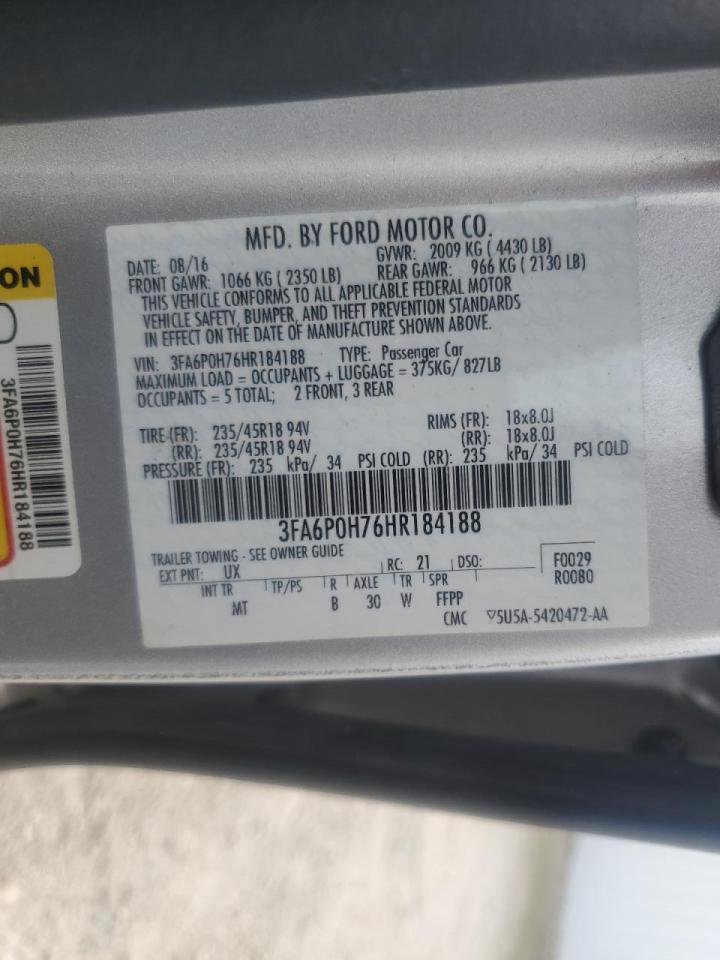 MFD. BY FORD MOTOR CO.
DATE: 08/16 GVWR: 2009 KG ( 4430 LB)
FRONT GAWR: 1066 KG ( 2350 LB) REAR GAWR: 966 KG ( 2130 LB)
THIS VEHICLE CONFORMS TO ALL APPLICABLE FEDERAL MOTOR
VEHICLE SAFETY, BUMPER, AND THEFT PREVENTION STANDARDS
IN EFFECT ON THE DATE OF MANUFACTURE SHOWN ABOVE.
VIN: 3FA6P0H76HR184188 TYPE: Passenger Car
MAXIMUM LOAD = OCCUPANTS + LUGGAGE = 375KG/ 827LB
OCCUPANTS = 5 TOTAL; 2 FRONT, 3 REAR
TIRE (FR): 235/45R18 94V RIMS (FR): 18x8.0J
(RR): 235/45R18 94V (RR): 18x8.0J
PRESSURE (FR): 235 kPa/ 34 PSI COLD (RR): 235 kPa/ 34 PSI COLD
3FA6P0H76HR184188
TRAILER TOWING - SEE OWNER GUIDE
EXT PNT: UX RC: 21 DSO: F0029
R0080
INT TR TP/PS R AXLE TR SPR
MT B 30 W FFPP
CMC ▽5U5A-5420472-AA
ON
3FA6P0H76HR184188